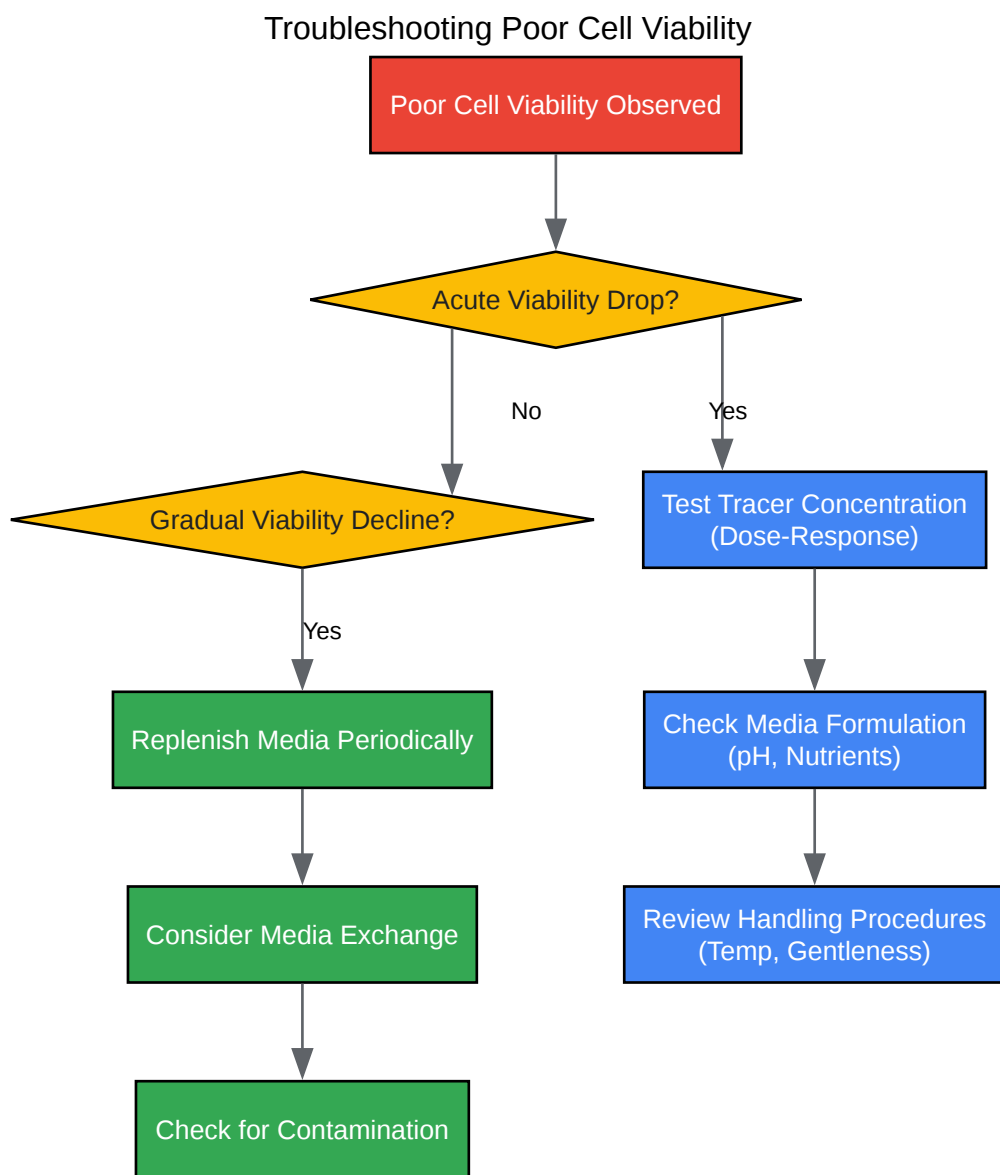 Troubleshooting Poor Cell Viability
Poor Cell Viability Observed
Acute Viability Drop?
No
Yes
Gradual Viability Decline?
Test Tracer Concentration
(Dose-Response)
Yes
Replenish Media Periodically
Check Media Formulation
(pH, Nutrients)
Consider Media Exchange
Review Handling Procedures
(Temp, Gentleness)
Check for Contamination